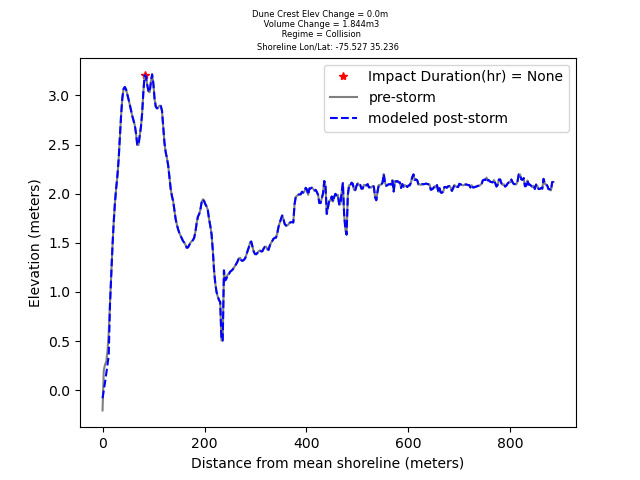 Dune Crest Elev Change = 0.0m
Volume Change = 1.844m3
Regime = Collision
Shoreline Lon/Lat: -75.527 35.236
Impact Duration(hr) = None
pre-storm
modeled post-storm
3.0
2.5
2.0
1.5
1.0
0.5
0.0
Elevation (meters)
0 200 400 600 800
Distance from mean shoreline (meters)